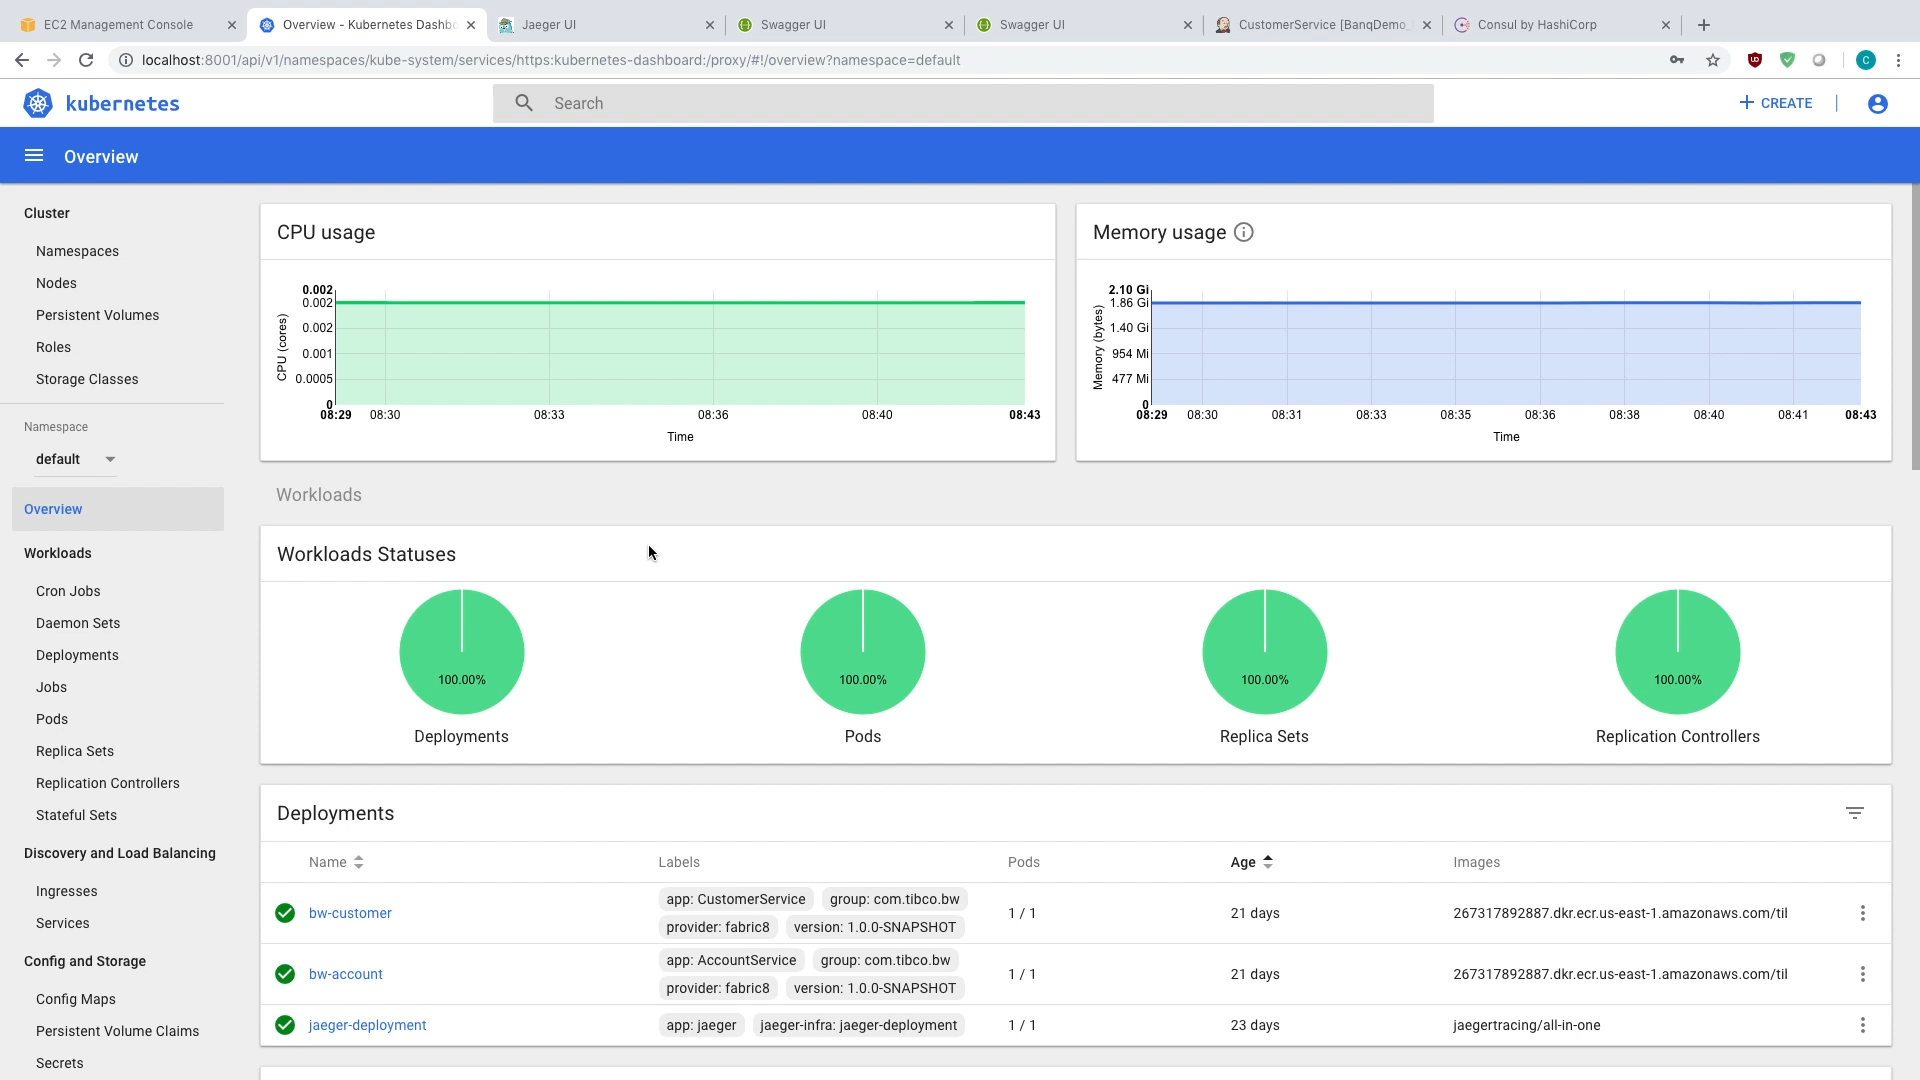 EC2 Management Console
Overview - Kubernetes Dashbo
Jaeger UI
Swagger UI
Swagger UI
CustomerService [BanqDemo_
Consul by HashiCorp
localhost:8001/api/v1/namespaces/kube-system/services/https:kubernetes-dashboard:/proxy/#!/overview?namespace=default
C
kubernetes
Search
+ CREATE
Overview
Cluster
Namespaces
Nodes
Persistent Volumes
Roles
Storage Classes
Namespace
default
Overview
Workloads
Cron Jobs
Daemon Sets
Deployments
Jobs
Pods
Replica Sets
Replication Controllers
Stateful Sets
Discovery and Load Balancing
Ingresses
Services
Config and Storage
Config Maps
Persistent Volume Claims
Secrets
CPU usage
CPU (cores)
0.002
0.002
0.002
0.001
0.0005
0
08:29 08:30 08:33 08:36 08:40 08:43
Time
Memory usage
Memory (bytes)
2.10 Gi
1.86 Gi
1.40 Gi
954 Mi
477 Mi
0
08:29 08:30 08:31 08:33 08:35 08:36 08:38 08:40 08:41 08:43
Time
Workloads
Workloads Statuses
100.00% 100.00% 100.00% 100.00%
Deployments Pods Replica Sets Replication Controllers
Deployments
Name Labels Pods Age Images
bw-customer app: CustomerService group: com.tibco.bw 1 / 1 21 days 267317892887.dkr.ecr.us-east-1.amazonaws.com/til
provider: fabric8 version: 1.0.0-SNAPSHOT
bw-account app: AccountService group: com.tibco.bw 1 / 1 21 days 267317892887.dkr.ecr.us-east-1.amazonaws.com/til
provider: fabric8 version: 1.0.0-SNAPSHOT
jaeger-deployment app: jaeger jaeger-infra: jaeger-deployment 1 / 1 23 days jaegertracing/all-in-one